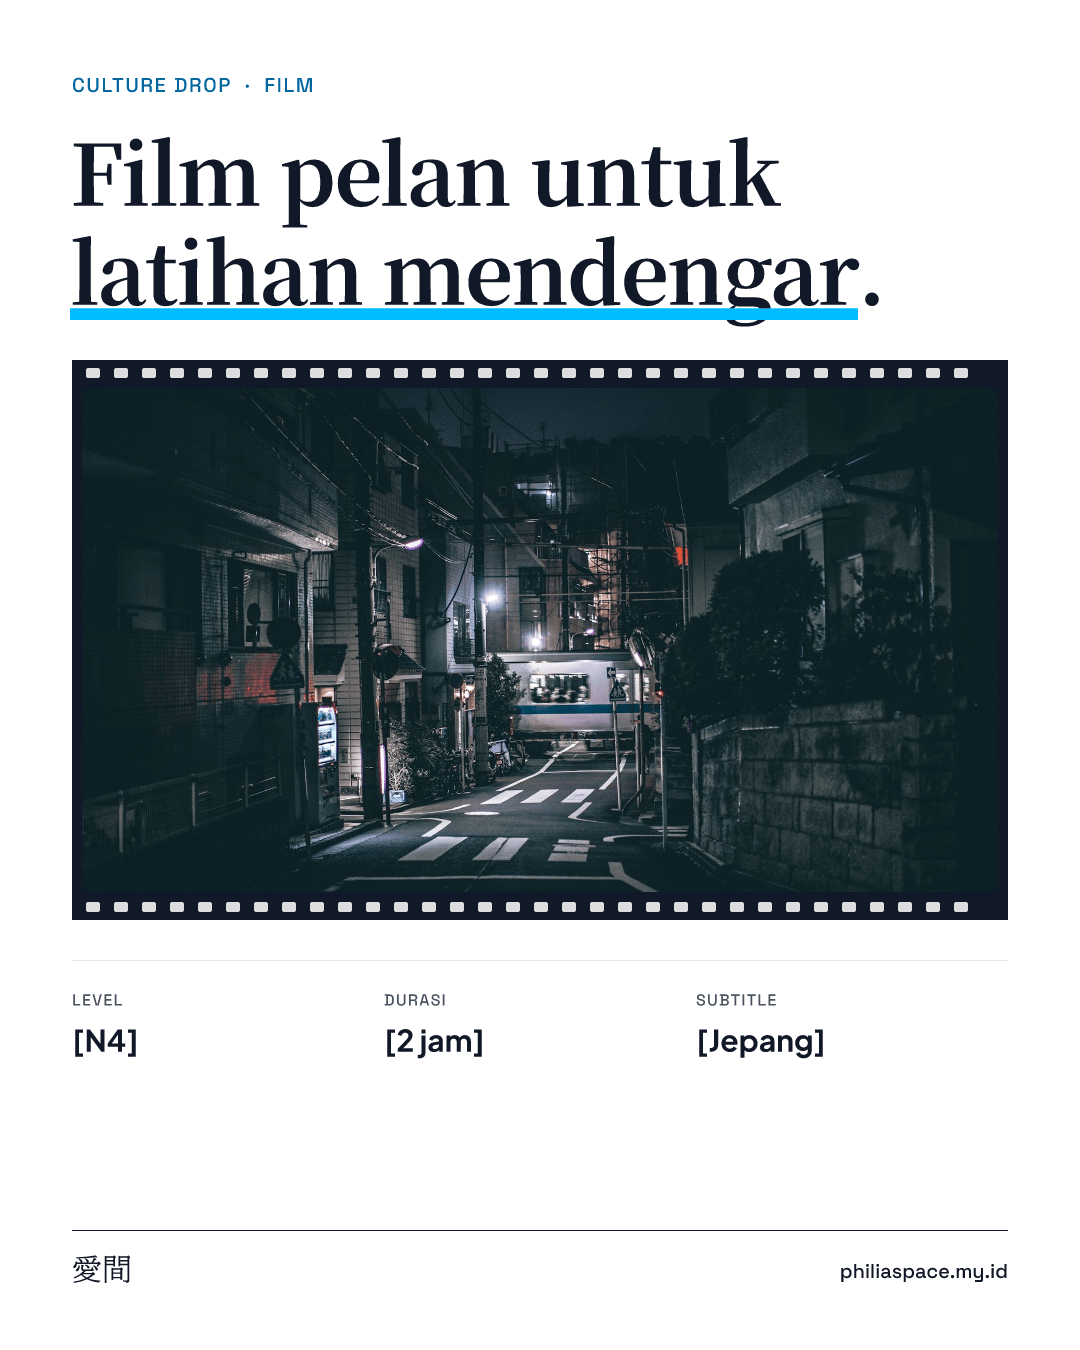 CULTURE DROP · FILM
Film pelan untuk
latihan mendengar.
LEVEL
DURASI
SUBTITLE
[N4]
[2 jam]
[Jepang]
愛間
philiaspace.my.id